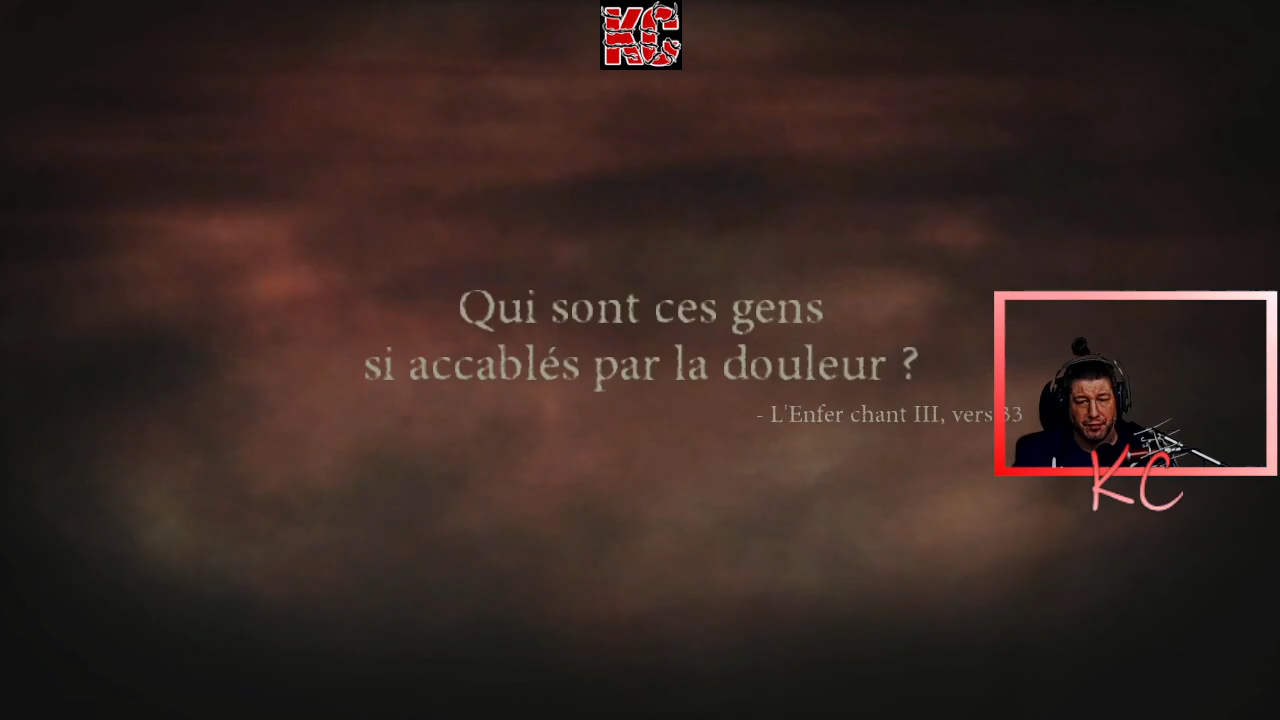 KC
Qui sont ces gens
si accablés par la douleur ?
- L'Enfer chant III, vers 33
KC